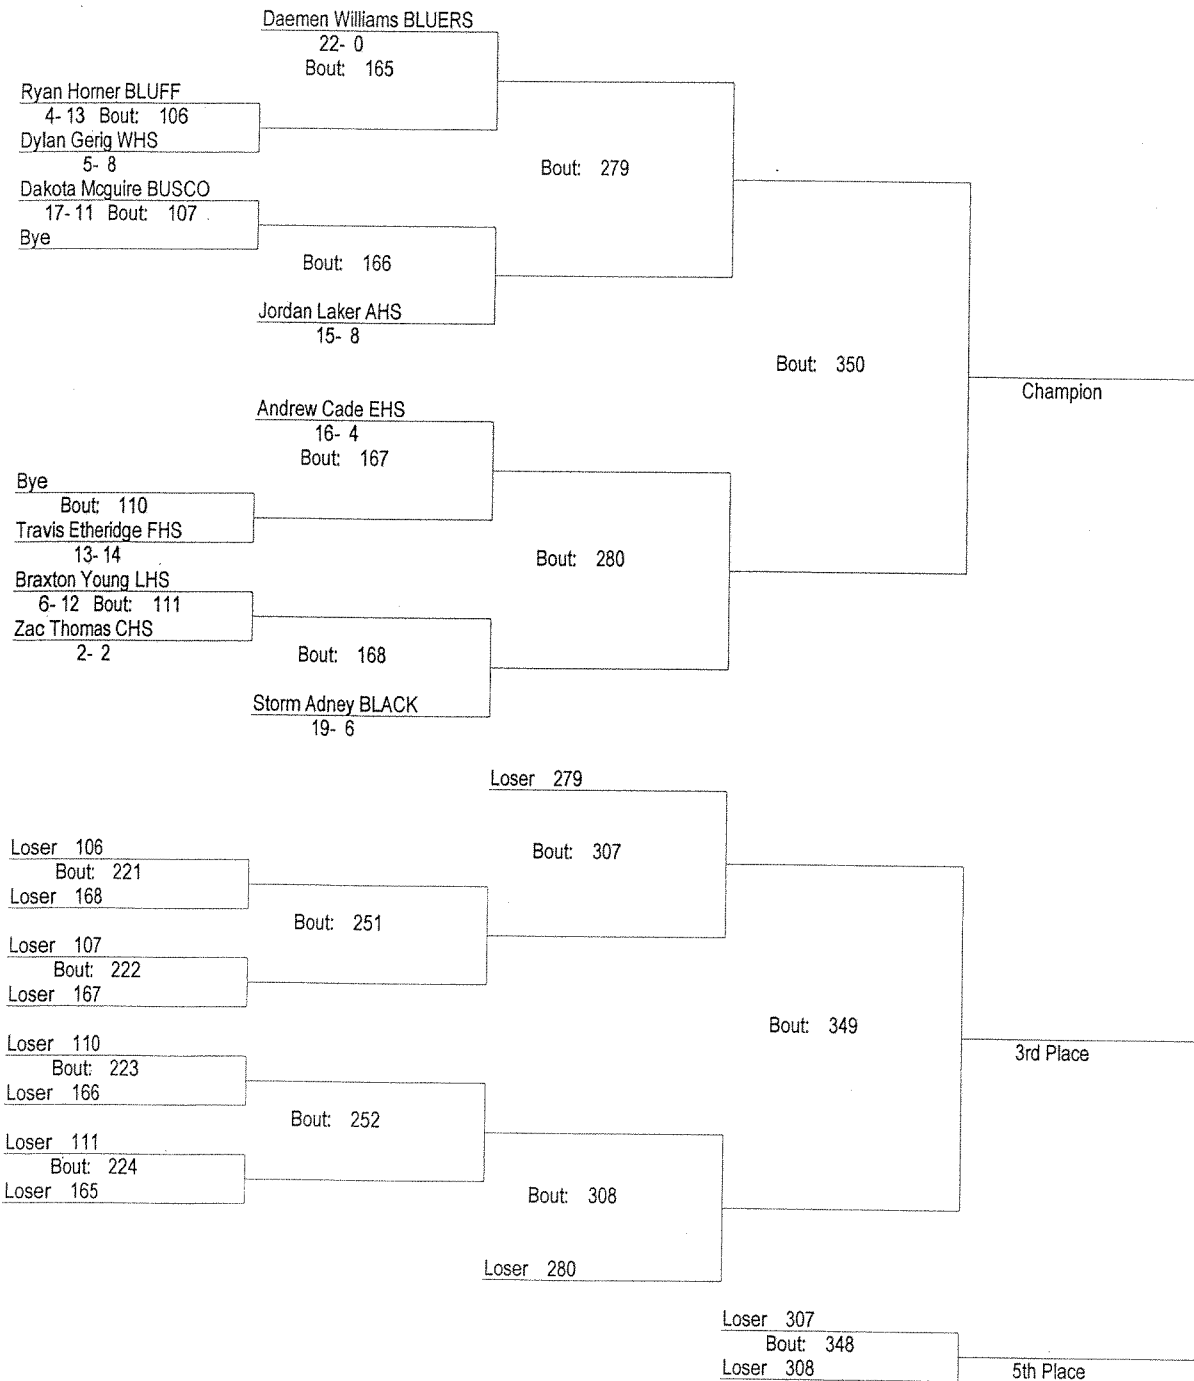 Daemen Williams BLUERS
22- 0
Bout: 165
Ryan Horner BLUFF
4- 13 Bout: 106
Dylan Gerig WHS
5- 8
Bout: 279
Dakota Mcguire BUSCO
17- 11 Bout: 107
Bye
Bout: 166
Jordan Laker AHS
15- 8
Bout: 350
Champion
Andrew Cade EHS
16- 4
Bout: 167
Bye
Bout: 110
Travis Etheridge FHS
13- 14
Bout: 280
Braxton Young LHS
6- 12 Bout: 111
Zac Thomas CHS
2- 2
Bout: 168
Storm Adney BLACK
19- 6
Loser 279
Loser 106
Bout: 307
Bout: 221
Loser 168
Bout: 251
Loser 107
Bout: 222
Loser 167
Bout: 349
Loser 110
3rd Place
Bout: 223
Loser 166
Bout: 252
Loser 111
Bout: 224
Loser 165
Bout: 308
Loser 280
Loser 307
Bout: 348
Loser 308
5th Place